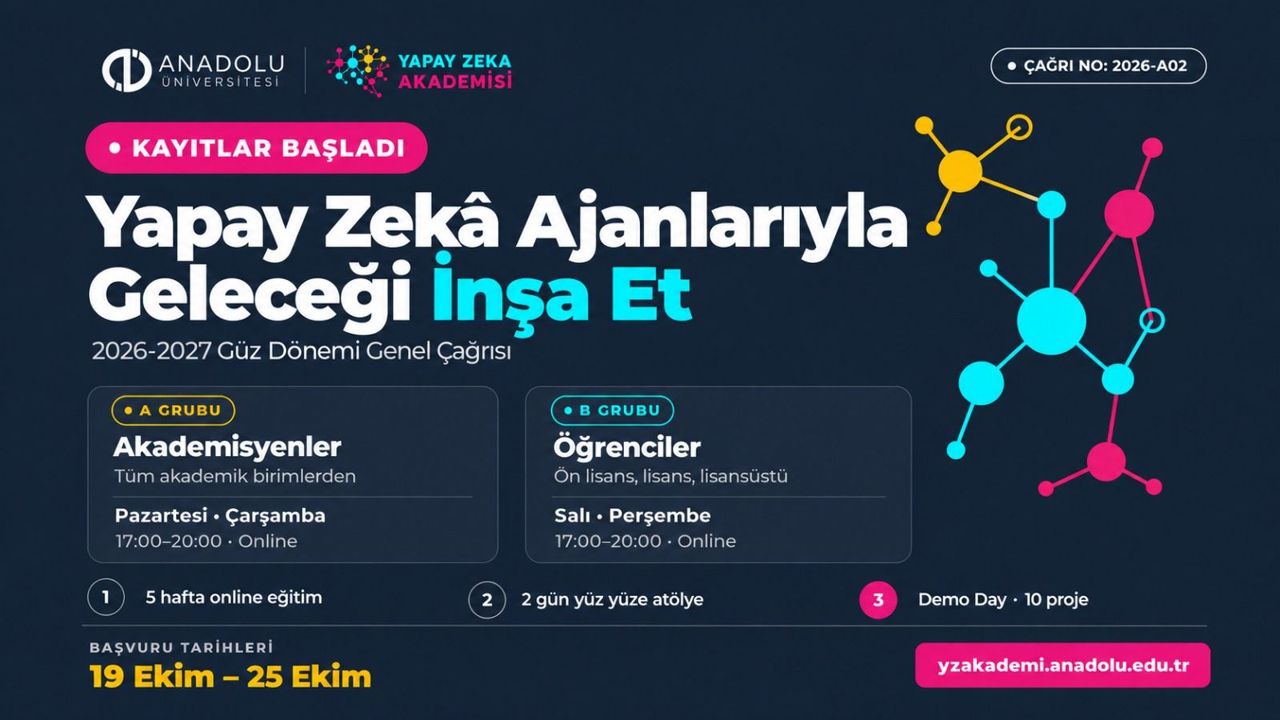 ANADOLU
ÜNİVERSİTESİ
YAPAY ZEKA
AKADEMİSİ
ÇAĞRI NO: 2026-A02
KAYITLAR BAŞLADI
Yapay Zekâ Ajanlarıyla
Geleceği İnşa Et
2026-2027 Güz Dönemi Genel Çağrısı
A GRUBU
Akademisyenler
Tüm akademik birimlerden
Pazartesi • Çarşamba
17:00–20:00 • Online
B GRUBU
Öğrenciler
Ön lisans, lisans, lisansüstü
Salı • Perşembe
17:00–20:00 • Online
1 5 hafta online eğitim
2 2 gün yüz yüze atölye
3 Demo Day · 10 proje
BAŞVURU TARİHLERİ
19 Ekim – 25 Ekim
yzakademi.anadolu.edu.tr